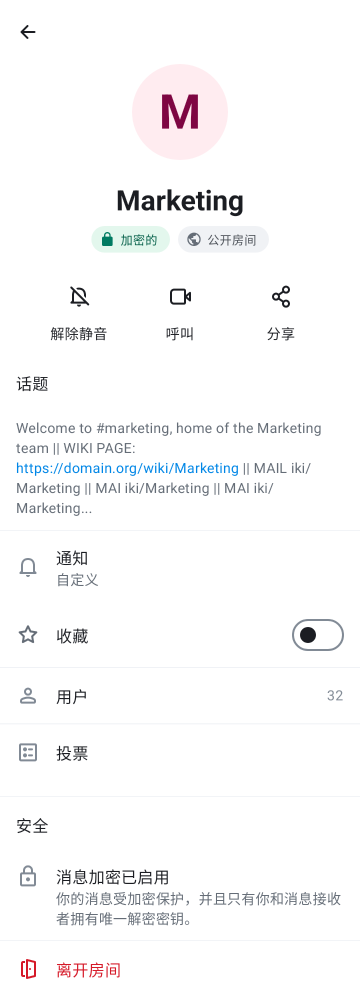 M
Marketing
加密的 公开房间
解除静音 呼叫 分享
话题
Welcome to #marketing, home of the Marketing
team || WIKI PAGE:
https://domain.org/wiki/Marketing || MAIL iki/
Marketing || MAI iki/Marketing || MAI iki/
Marketing...
通知
自定义
收藏
用户 32
投票
安全
消息加密已启用
你的消息受加密保护，并且只有你和消息接收
者拥有唯一解密密钥。
离开房间